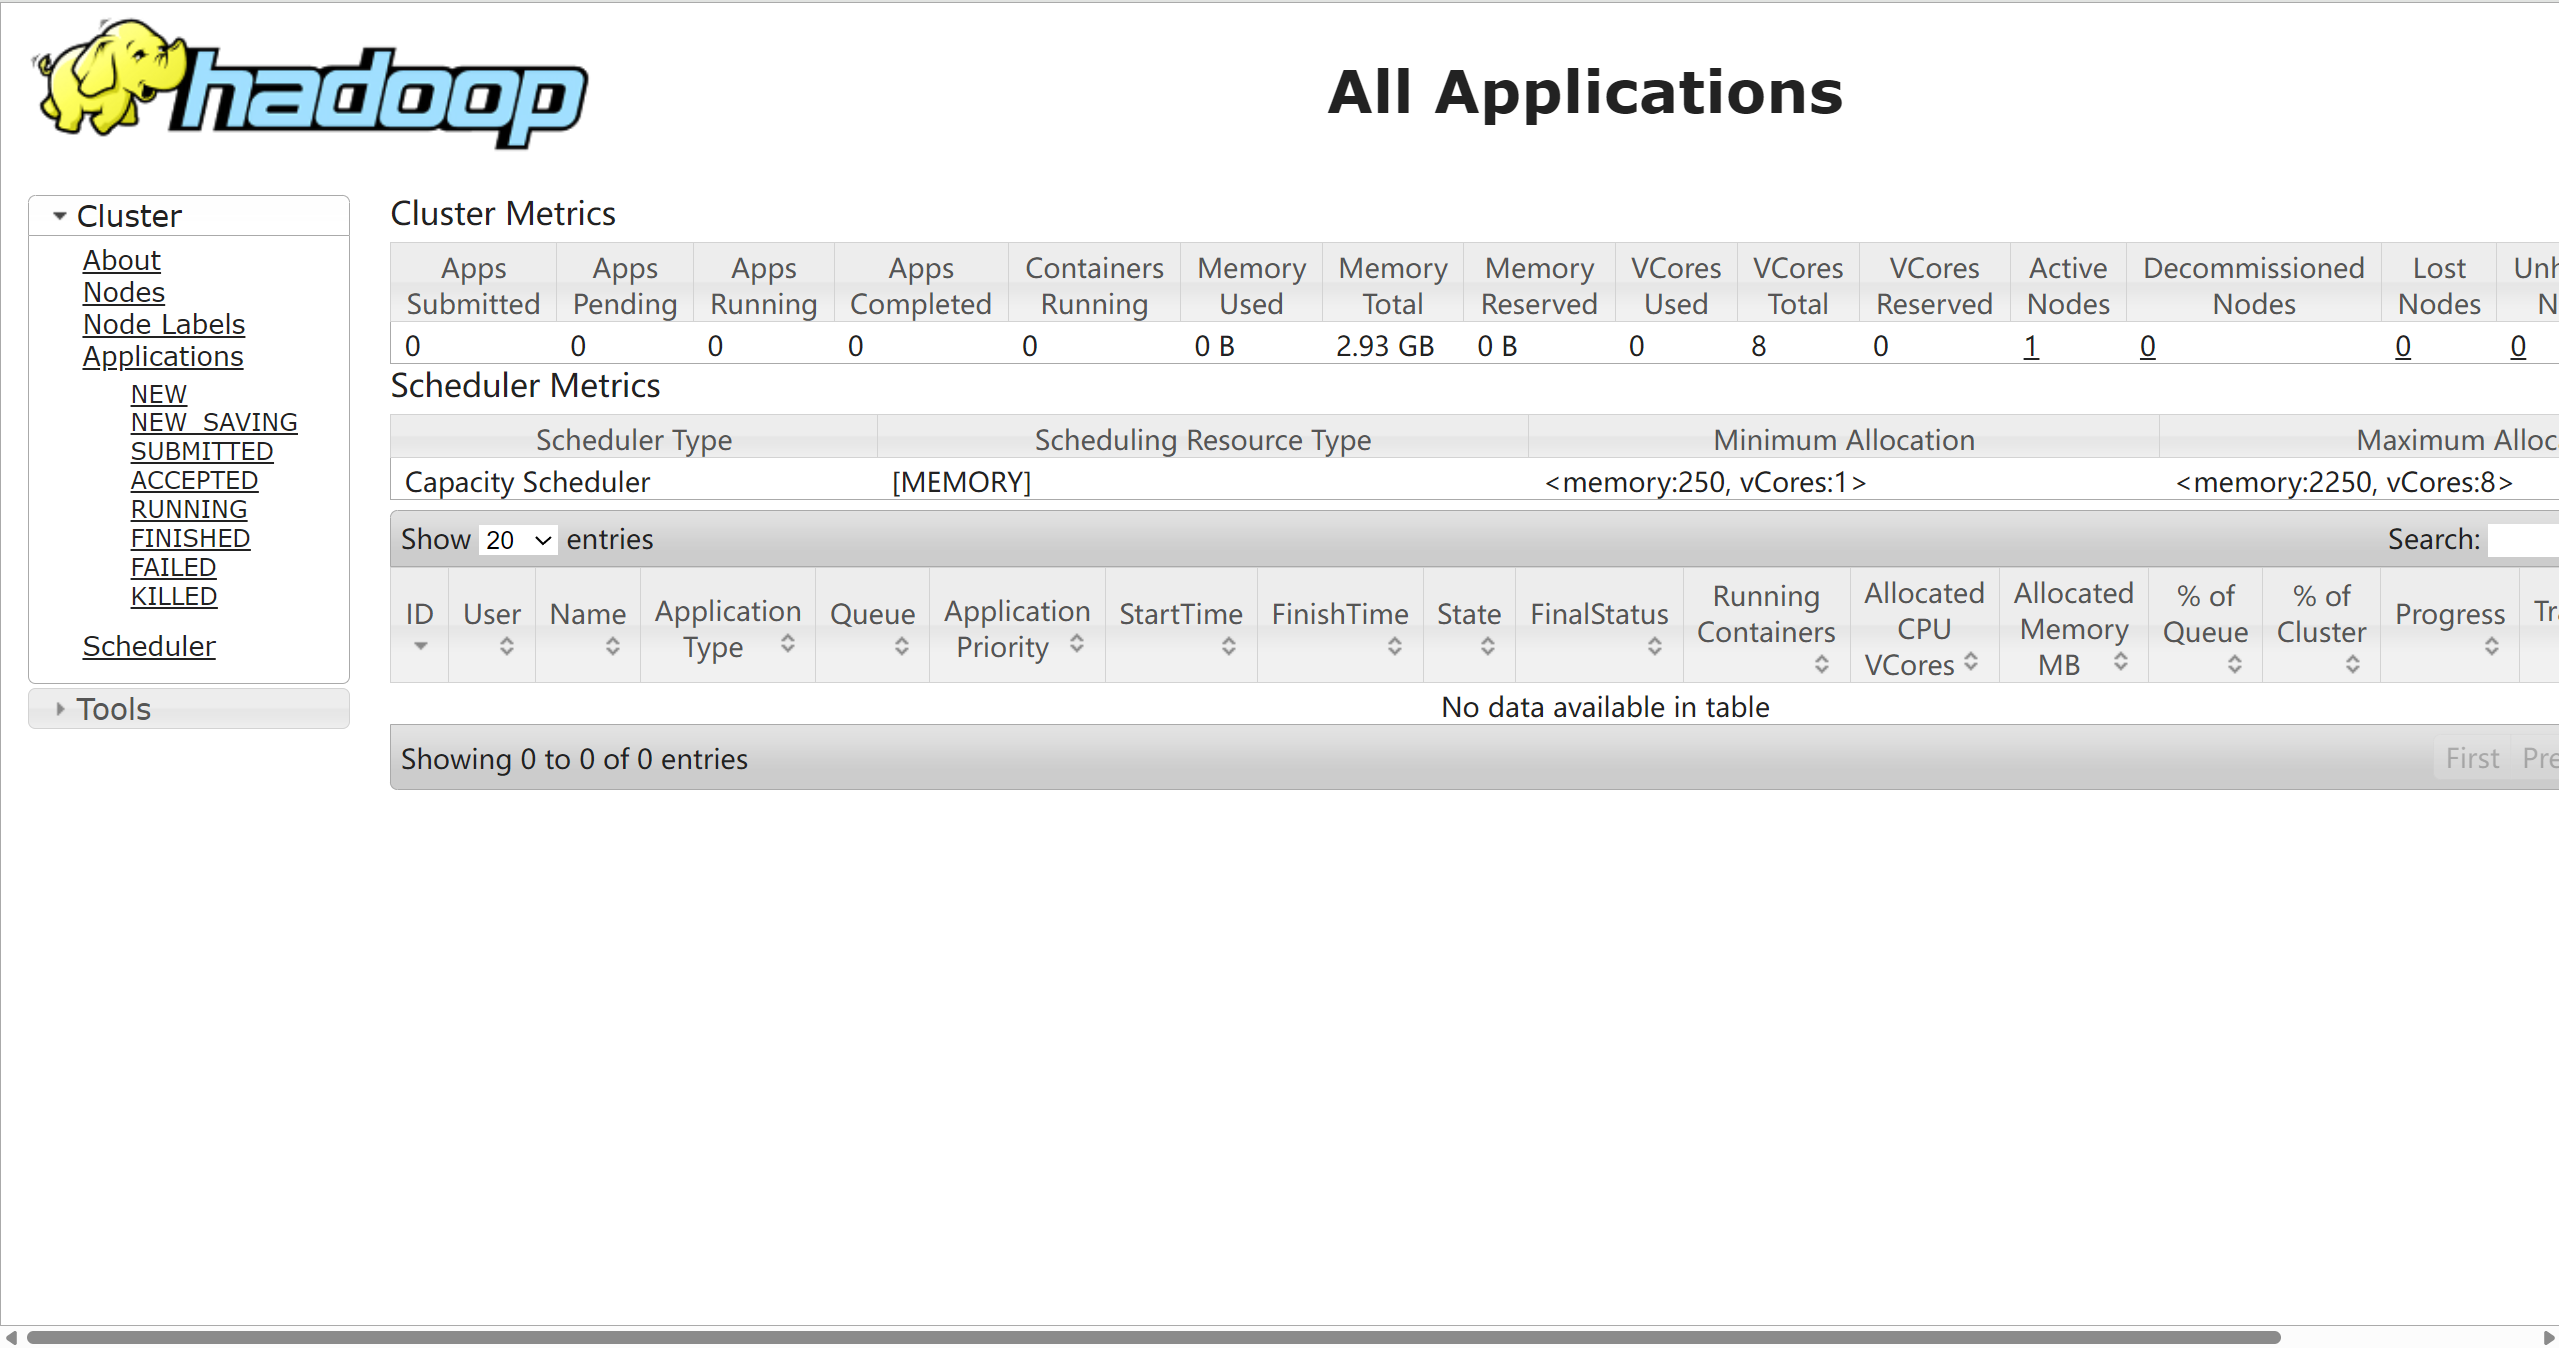 hadoop
All Applications
Cluster
About
Nodes
Node Labels
Applications
NEW
NEW_SAVING
SUBMITTED
ACCEPTED
RUNNING
FINISHED
FAILED
KILLED
Scheduler
Tools
Cluster Metrics
Apps Submitted Apps Pending Apps Running Apps Completed Containers Running Memory Used Memory Total Memory Reserved VCores Used VCores Total VCores Reserved Active Nodes Decommissioned Nodes Lost Nodes Unh N
0 0 0 0 0 0 B 2.93 GB 0 B 0 8 0 1 0 0 0
Scheduler Metrics
Scheduler Type Scheduling Resource Type Minimum Allocation Maximum Alloc
Capacity Scheduler [MEMORY] <memory:250, vCores:1> <memory:2250, vCores:8>
Show 20 entries Search:
ID User Name Application Type Queue Application Priority StartTime FinishTime State FinalStatus Running Containers Allocated CPU VCores Allocated Memory MB % of Queue % of Cluster Progress Tra
No data available in table
Showing 0 to 0 of 0 entries First Pre